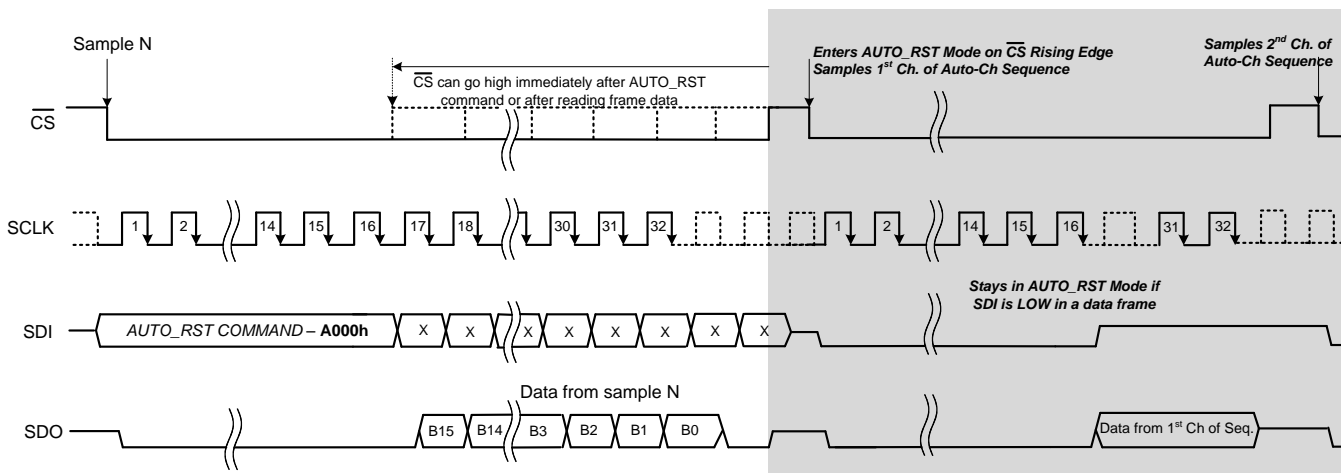 Sample N
Enters AUTO_RST Mode on CS Rising Edge
Samples 1st Ch. of Auto-Ch Sequence
Samples 2nd Ch. of
Auto-Ch Sequence
CS can go high immediately after AUTO_RST
command or after reading frame data
CS
SCLK
1 2 14 15 16 17 18 30 31 32 1 2 14 15 16 31 32
Stays in AUTO_RST Mode if
SDI is LOW in a data frame
SDI
AUTO_RST COMMAND – A000h
X X X X X X X X
Data from sample N
SDO
B15 B14 B3 B2 B1 B0
Data from 1st Ch of Seq.